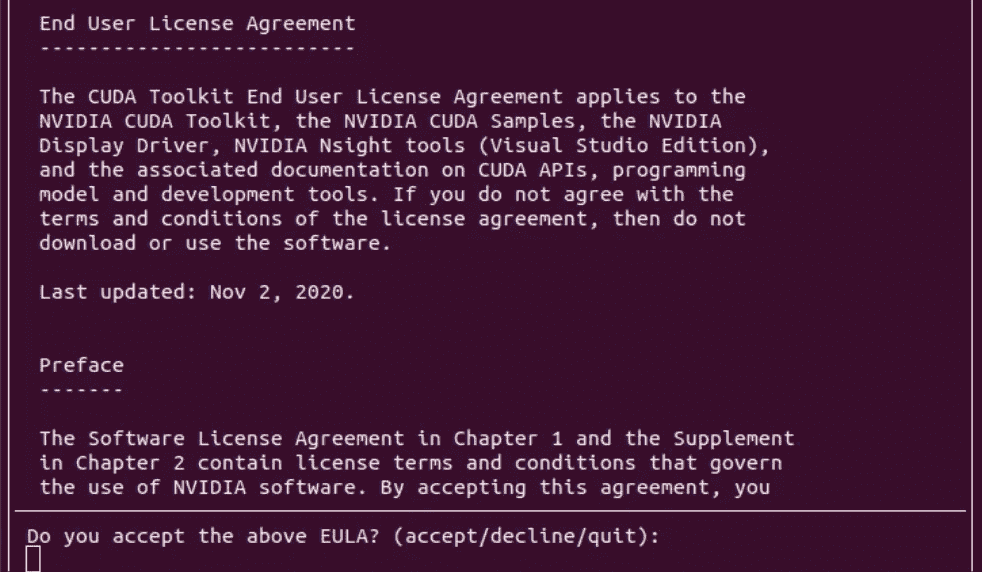 End User License Agreement
--------------------------
The CUDA Toolkit End User License Agreement applies to the
NVIDIA CUDA Toolkit, the NVIDIA CUDA Samples, the NVIDIA
Display Driver, NVIDIA Nsight tools (Visual Studio Edition),
and the associated documentation on CUDA APIs, programming
model and development tools. If you do not agree with the
terms and conditions of the license agreement, then do not
download or use the software.
Last updated: Nov 2, 2020.
Preface
-------
The Software License Agreement in Chapter 1 and the Supplement
in Chapter 2 contain license terms and conditions that govern
the use of NVIDIA software. By accepting this agreement, you
Do you accept the above EULA? (accept/decline/quit):